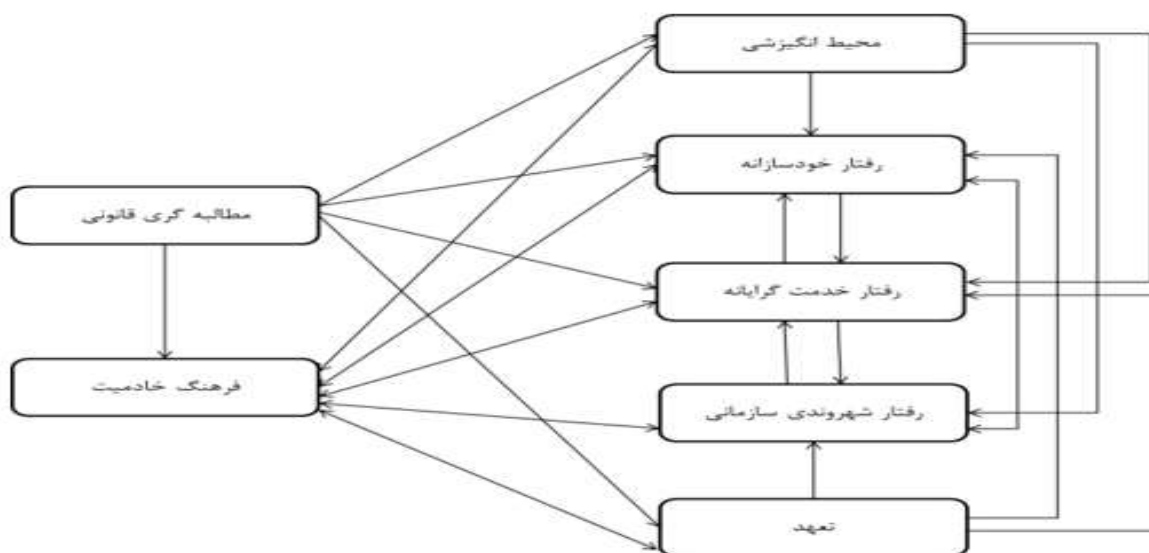 محیط انگیزشی
رفتار خودسازانه
مطالبه گری قانونی
رفتار خدمت گرایانه
فرهنگ خادمیت
رفتار شهروندی سازمانی
تعهد